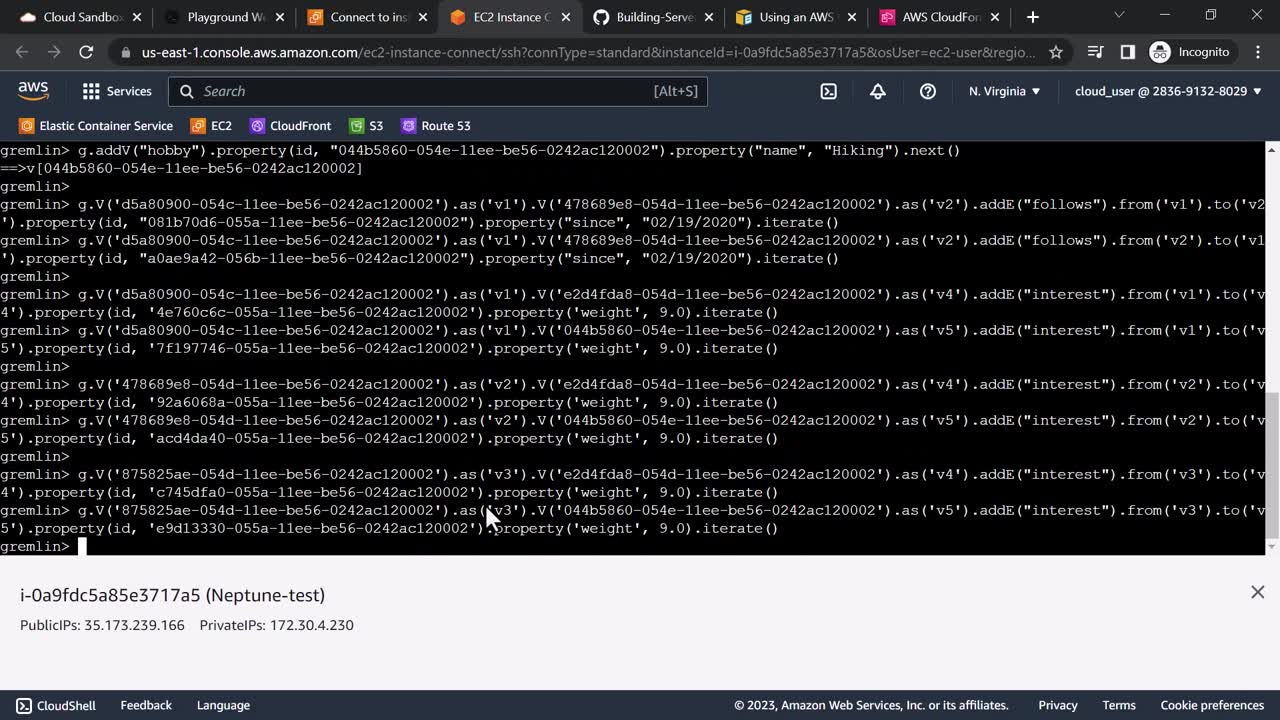 Cloud Sandbox
Playground We
Connect to ins
EC2 Instance C
Building-Serve
Using an AWS
AWS CloudFor
us-east-1.console.aws.amazon.com/ec2-instance-connect/ssh?connType=standard&instanceId=i-0a9fdc5a85e3717a5&osUser=ec2-user&regio...
Incognito
aws
Services
Search
[Alt+S]
N. Virginia
cloud_user @ 2836-9132-8029
Elastic Container Service
EC2
CloudFront
S3
Route 53
gremlin> g.addV("hobby").property(id, "044b5860-054e-11ee-be56-0242ac120002").property("name", "Hiking").next()
==>v[044b5860-054e-11ee-be56-0242ac120002]
gremlin>
gremlin> g.V('d5a80900-054c-11ee-be56-0242ac120002').as('v1').V('478689e8-054d-11ee-be56-0242ac120002').as('v2').addE("follows").from('v1').to('v2
').property(id, "081b70d6-055a-11ee-be56-0242ac120002").property("since", "02/19/2020").iterate()
gremlin> g.V('d5a80900-054c-11ee-be56-0242ac120002').as('v1').V('478689e8-054d-11ee-be56-0242ac120002').as('v2').addE("follows").from('v2').to('v1
').property(id, "a0ae9a42-056b-11ee-be56-0242ac120002").property("since", "02/19/2020").iterate()
gremlin>
gremlin> g.V('d5a80900-054c-11ee-be56-0242ac120002').as('v1').V('e2d4fda8-054d-11ee-be56-0242ac120002').as('v4').addE("interest").from('v1').to('v
4').property(id, '4e760c6c-055a-11ee-be56-0242ac120002').property('weight', 9.0).iterate()
gremlin> g.V('d5a80900-054c-11ee-be56-0242ac120002').as('v1').V('044b5860-054e-11ee-be56-0242ac120002').as('v5').addE("interest").from('v1').to('v
5').property(id, '7f197746-055a-11ee-be56-0242ac120002').property('weight', 9.0).iterate()
gremlin>
gremlin> g.V('478689e8-054d-11ee-be56-0242ac120002').as('v2').V('e2d4fda8-054d-11ee-be56-0242ac120002').as('v4').addE("interest").from('v2').to('v
4').property(id, '92a6068a-055a-11ee-be56-0242ac120002').property('weight', 9.0).iterate()
gremlin> g.V('478689e8-054d-11ee-be56-0242ac120002').as('v2').V('044b5860-054e-11ee-be56-0242ac120002').as('v5').addE("interest").from('v2').to('v
5').property(id, 'acd4da40-055a-11ee-be56-0242ac120002').property('weight', 9.0).iterate()
gremlin>
gremlin> g.V('875825ae-054d-11ee-be56-0242ac120002').as('v3').V('e2d4fda8-054d-11ee-be56-0242ac120002').as('v4').addE("interest").from('v3').to('v
4').property(id, 'c745dfa0-055a-11ee-be56-0242ac120002').property('weight', 9.0).iterate()
gremlin> g.V('875825ae-054d-11ee-be56-0242ac120002').as('v3').V('044b5860-054e-11ee-be56-0242ac120002').as('v5').addE("interest").from('v3').to('v
5').property(id, 'e9d13330-055a-11ee-be56-0242ac120002').property('weight', 9.0).iterate()
gremlin>
i-0a9fdc5a85e3717a5 (Neptune-test)
PublicIPs: 35.173.239.166 PrivateIPs: 172.30.4.230
CloudShell
Feedback
Language
© 2023, Amazon Web Services, Inc. or its affiliates.
Privacy
Terms
Cookie preferences